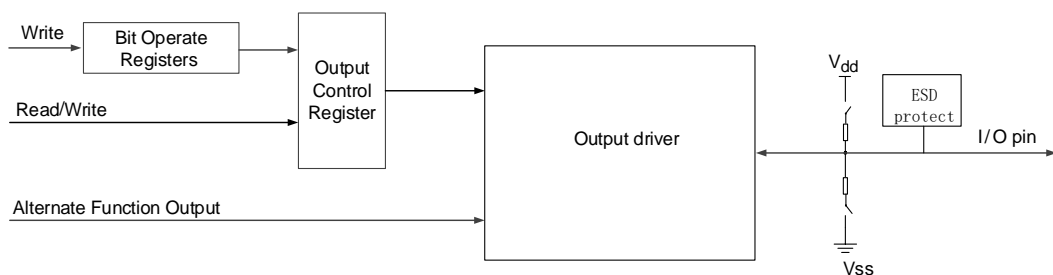 Write
Bit Operate
Registers
Output
Control
Register
Read/Write
Alternate Function Output
Output driver
Vdd
ESD
protect
I/O pin
Vss